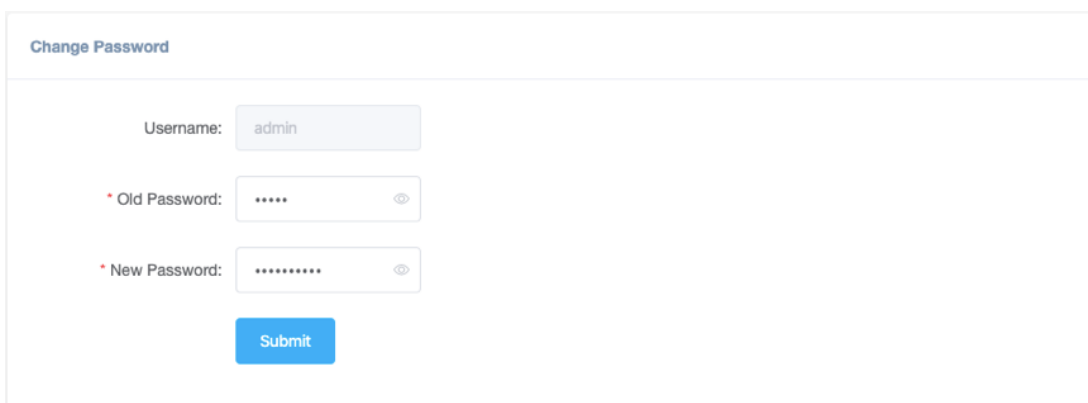 Change Password
Username: admin
* Old Password: •••••
* New Password: ••••••••••
Submit